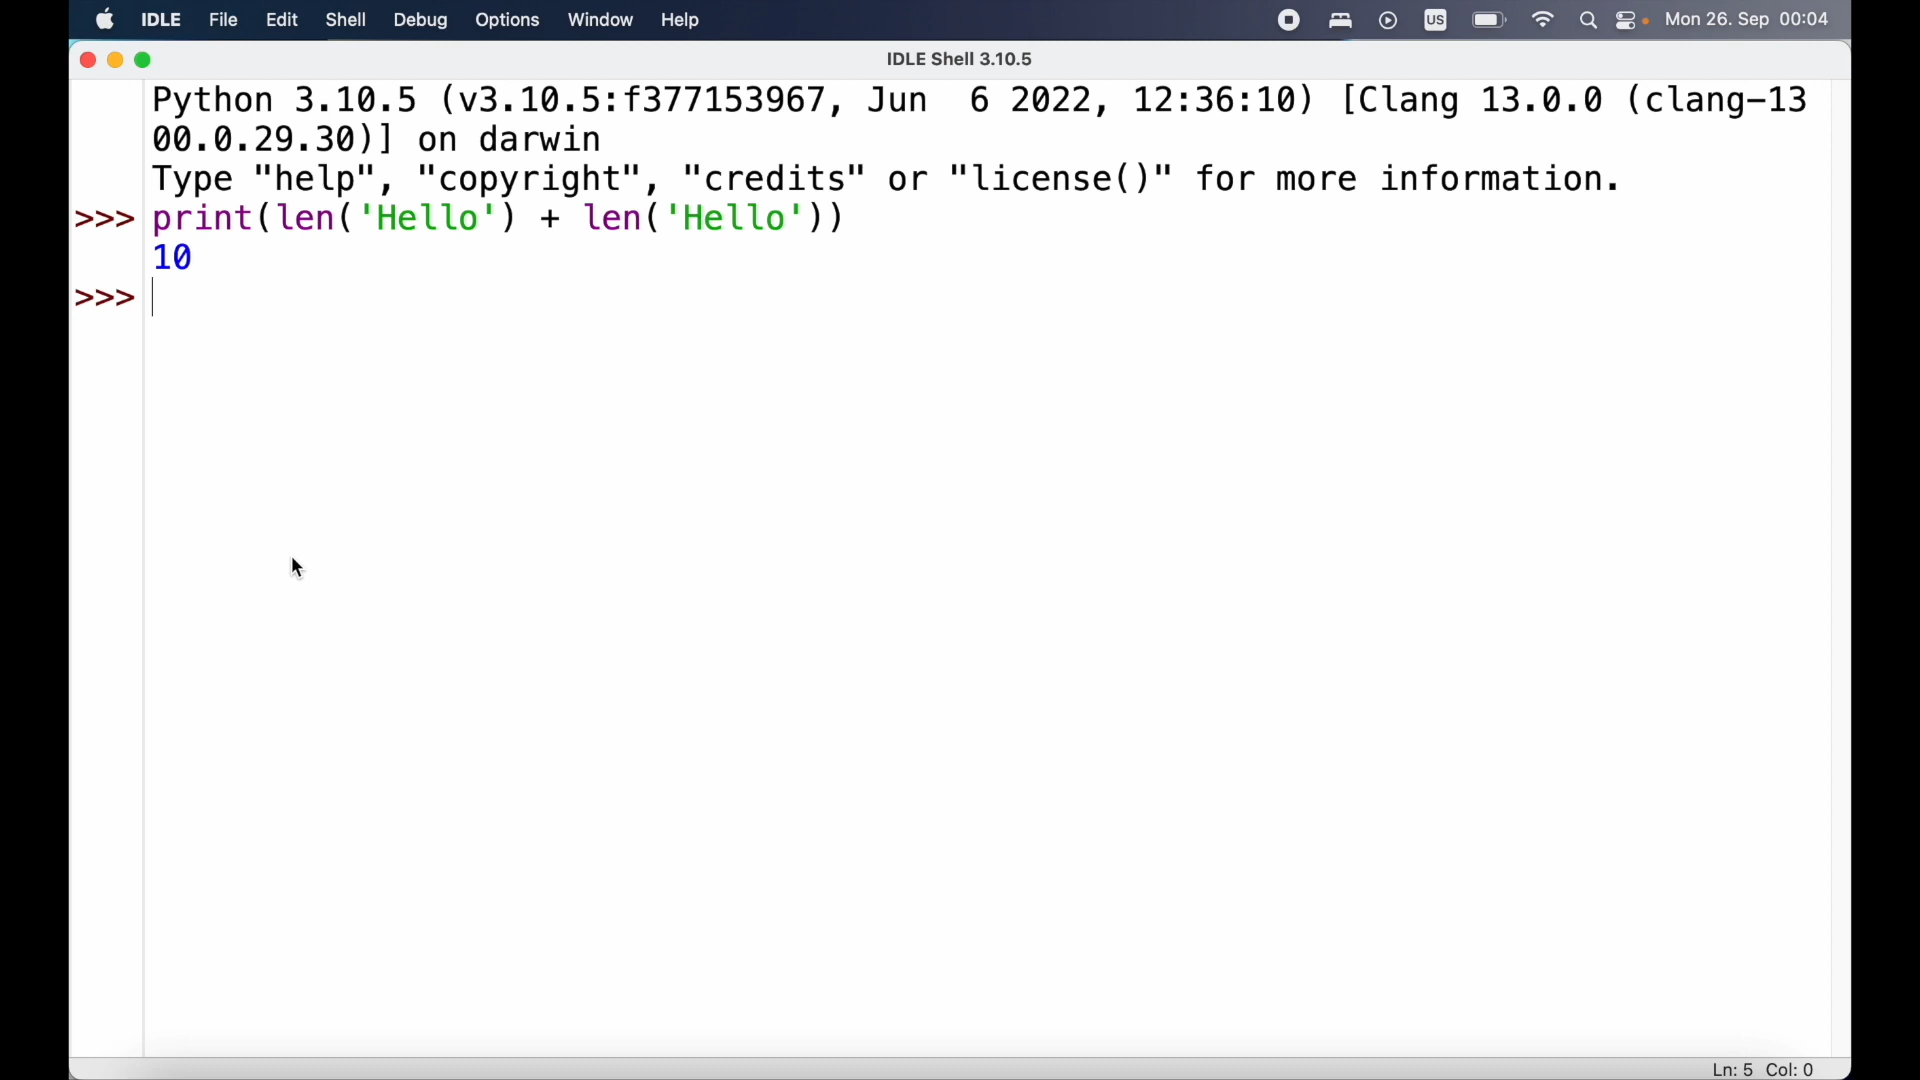 IDLE File Edit Shell Debug Options Window Help US Mon 26. Sep 00:04
IDLE Shell 3.10.5
Python 3.10.5 (v3.10.5:f377153967, Jun  6 2022, 12:36:10) [Clang 13.0.0 (clang-13
00.0.29.30)] on darwin
Type "help", "copyright", "credits" or "license()" for more information.
>>> print(len('Hello') + len('Hello'))
10
>>>
Ln: 5 Col: 0